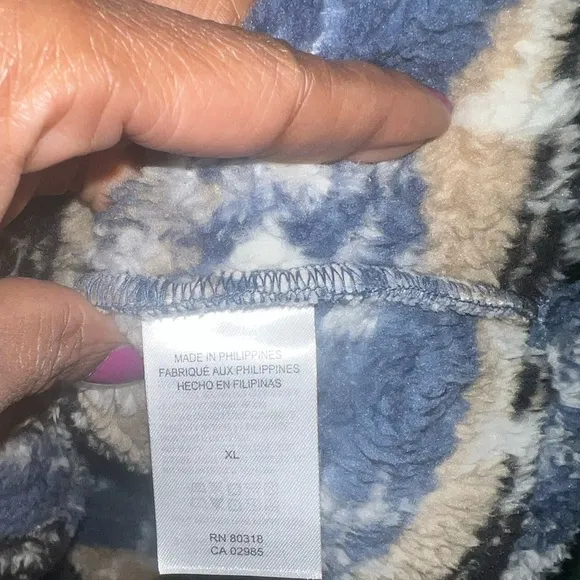 MADE IN PHILIPPINES
FABRIQUÉ AUX PHILIPPINES
HECHO EN FILIPINAS
XL
RN 80318
CA 02985